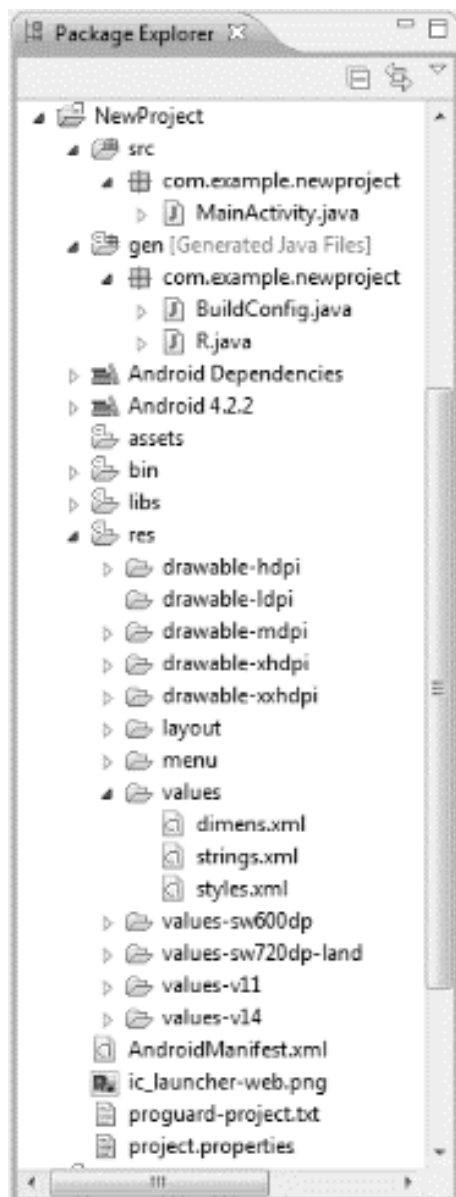 Package Explorer
NewProject
src
com.example.newproject
MainActivity.java
gen [Generated Java Files]
com.example.newproject
BuildConfig.java
R.java
Android Dependencies
Android 4.2.2
assets
bin
libs
res
drawable-hdpi
drawable-ldpi
drawable-mdpi
drawable-xhdpi
drawable-xxhdpi
layout
menu
values
dimens.xml
strings.xml
styles.xml
values-sw600dp
values-sw720dp-land
values-v11
values-v14
AndroidManifest.xml
ic_launcher-web.png
proguard-project.txt
project.properties